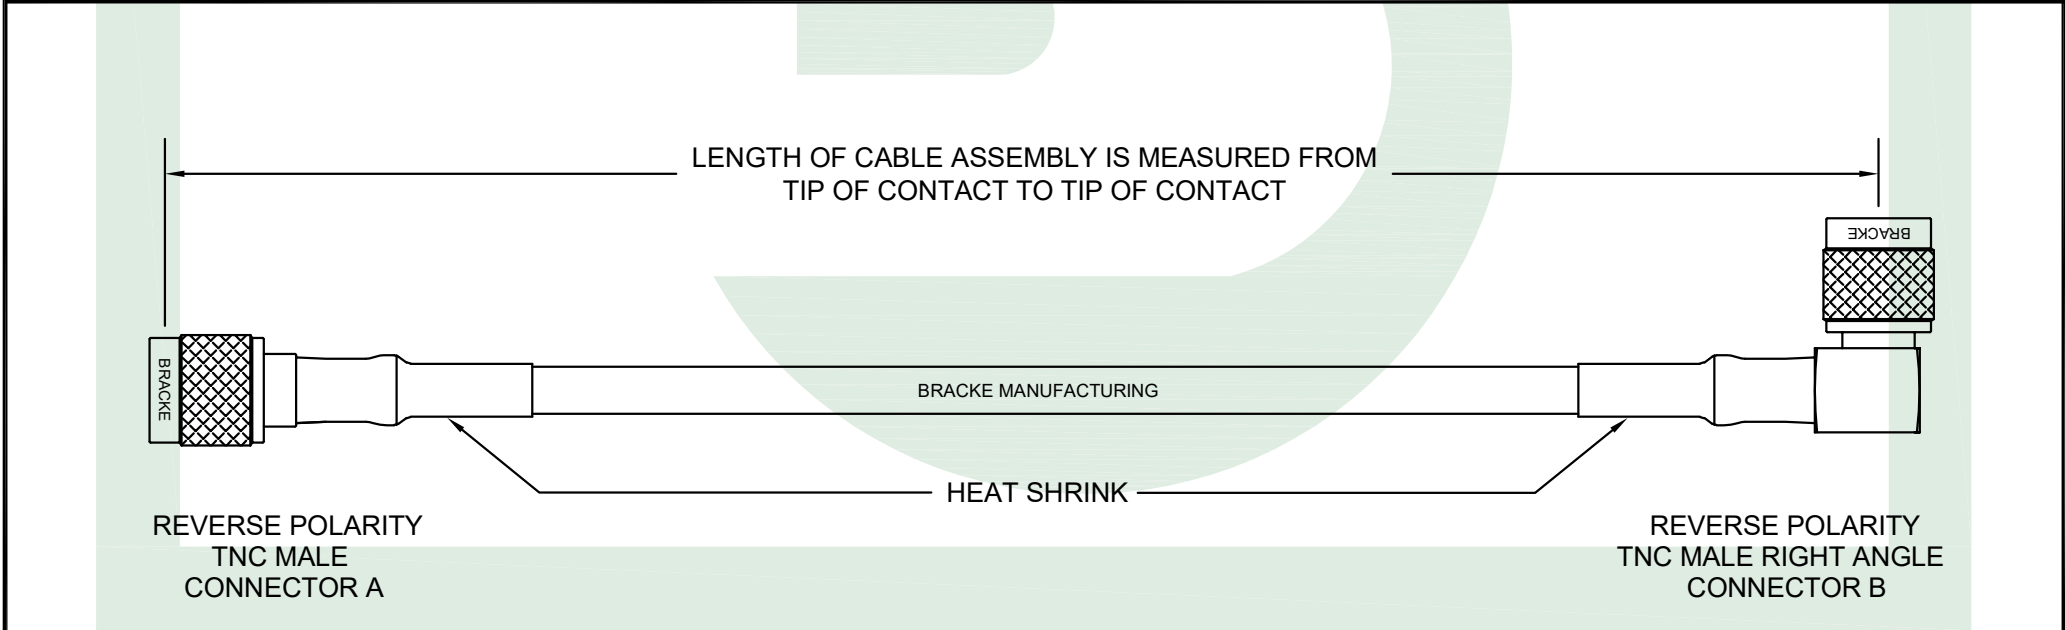 LENGTH OF CABLE ASSEMBLY IS MEASURED FROM
TIP OF CONTACT TO TIP OF CONTACT
BRACKE
BRACKE
BRACKE MANUFACTURING
HEAT SHRINK
REVERSE POLARITY
TNC MALE
CONNECTOR A
REVERSE POLARITY
TNC MALE RIGHT ANGLE
CONNECTOR B